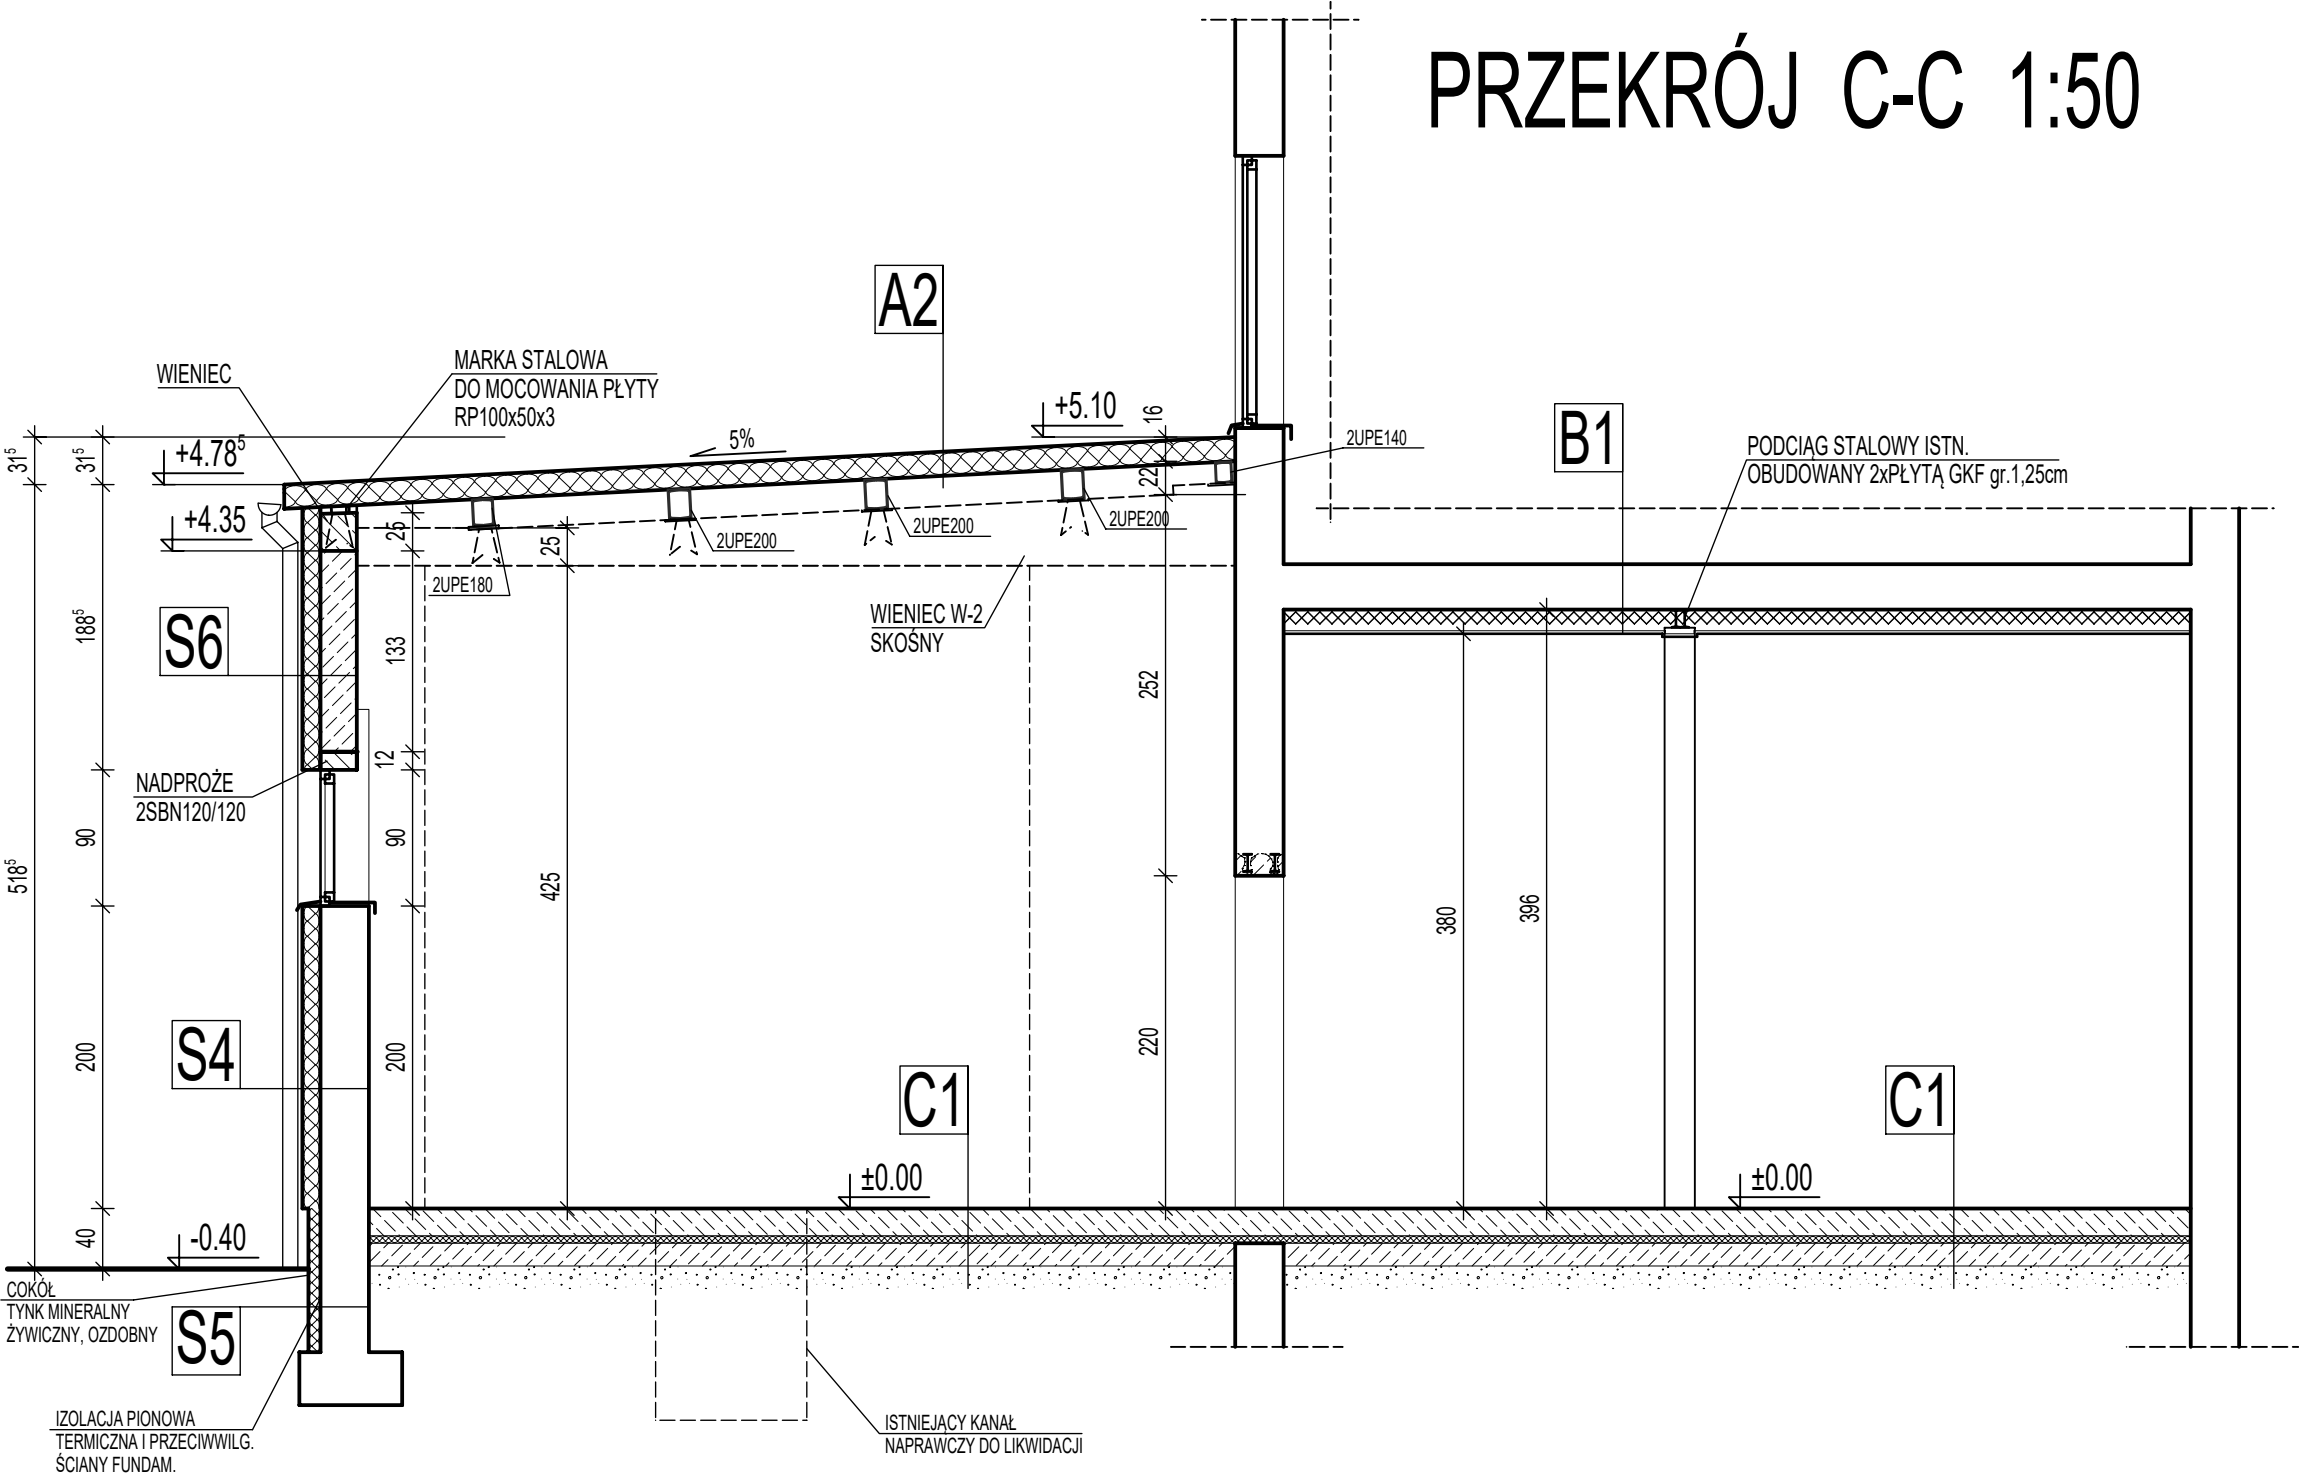 PRZEKRÓJ C-C 1:50
A2
WIENIEC
MARKA STALOWA
DO MOCOWANIA PŁYTY
RP100x50x3
+5.10
16
5%
B1
2UPE140
PODCIĄG STALOWY ISTN.
OBUDOWANY 2xPŁYTĄ GKF gr.1,25cm
31⁵
31⁵
+4.78⁵
22
+4.35
25
25
2UPE200
2UPE200
2UPE200
2UPE180
WIENIEC W-2
SKOŚNY
188⁵
S6
133
252
12
NADPROŻE
2SBN120/120
90
90
518⁵
425
380
396
200
S4
200
220
C1
C1
±0.00
±0.00
40
-0.40
COKÓŁ
TYNK MINERALNY
ŻYWICZNY, OZDOBNY
S5
IZOLACJA PIONOWA
TERMICZNA I PRZECIWWILG.
ŚCIANY FUNDAM.
ISTNIEJĄCY KANAŁ
NAPRAWCZY DO LIKWIDACJI